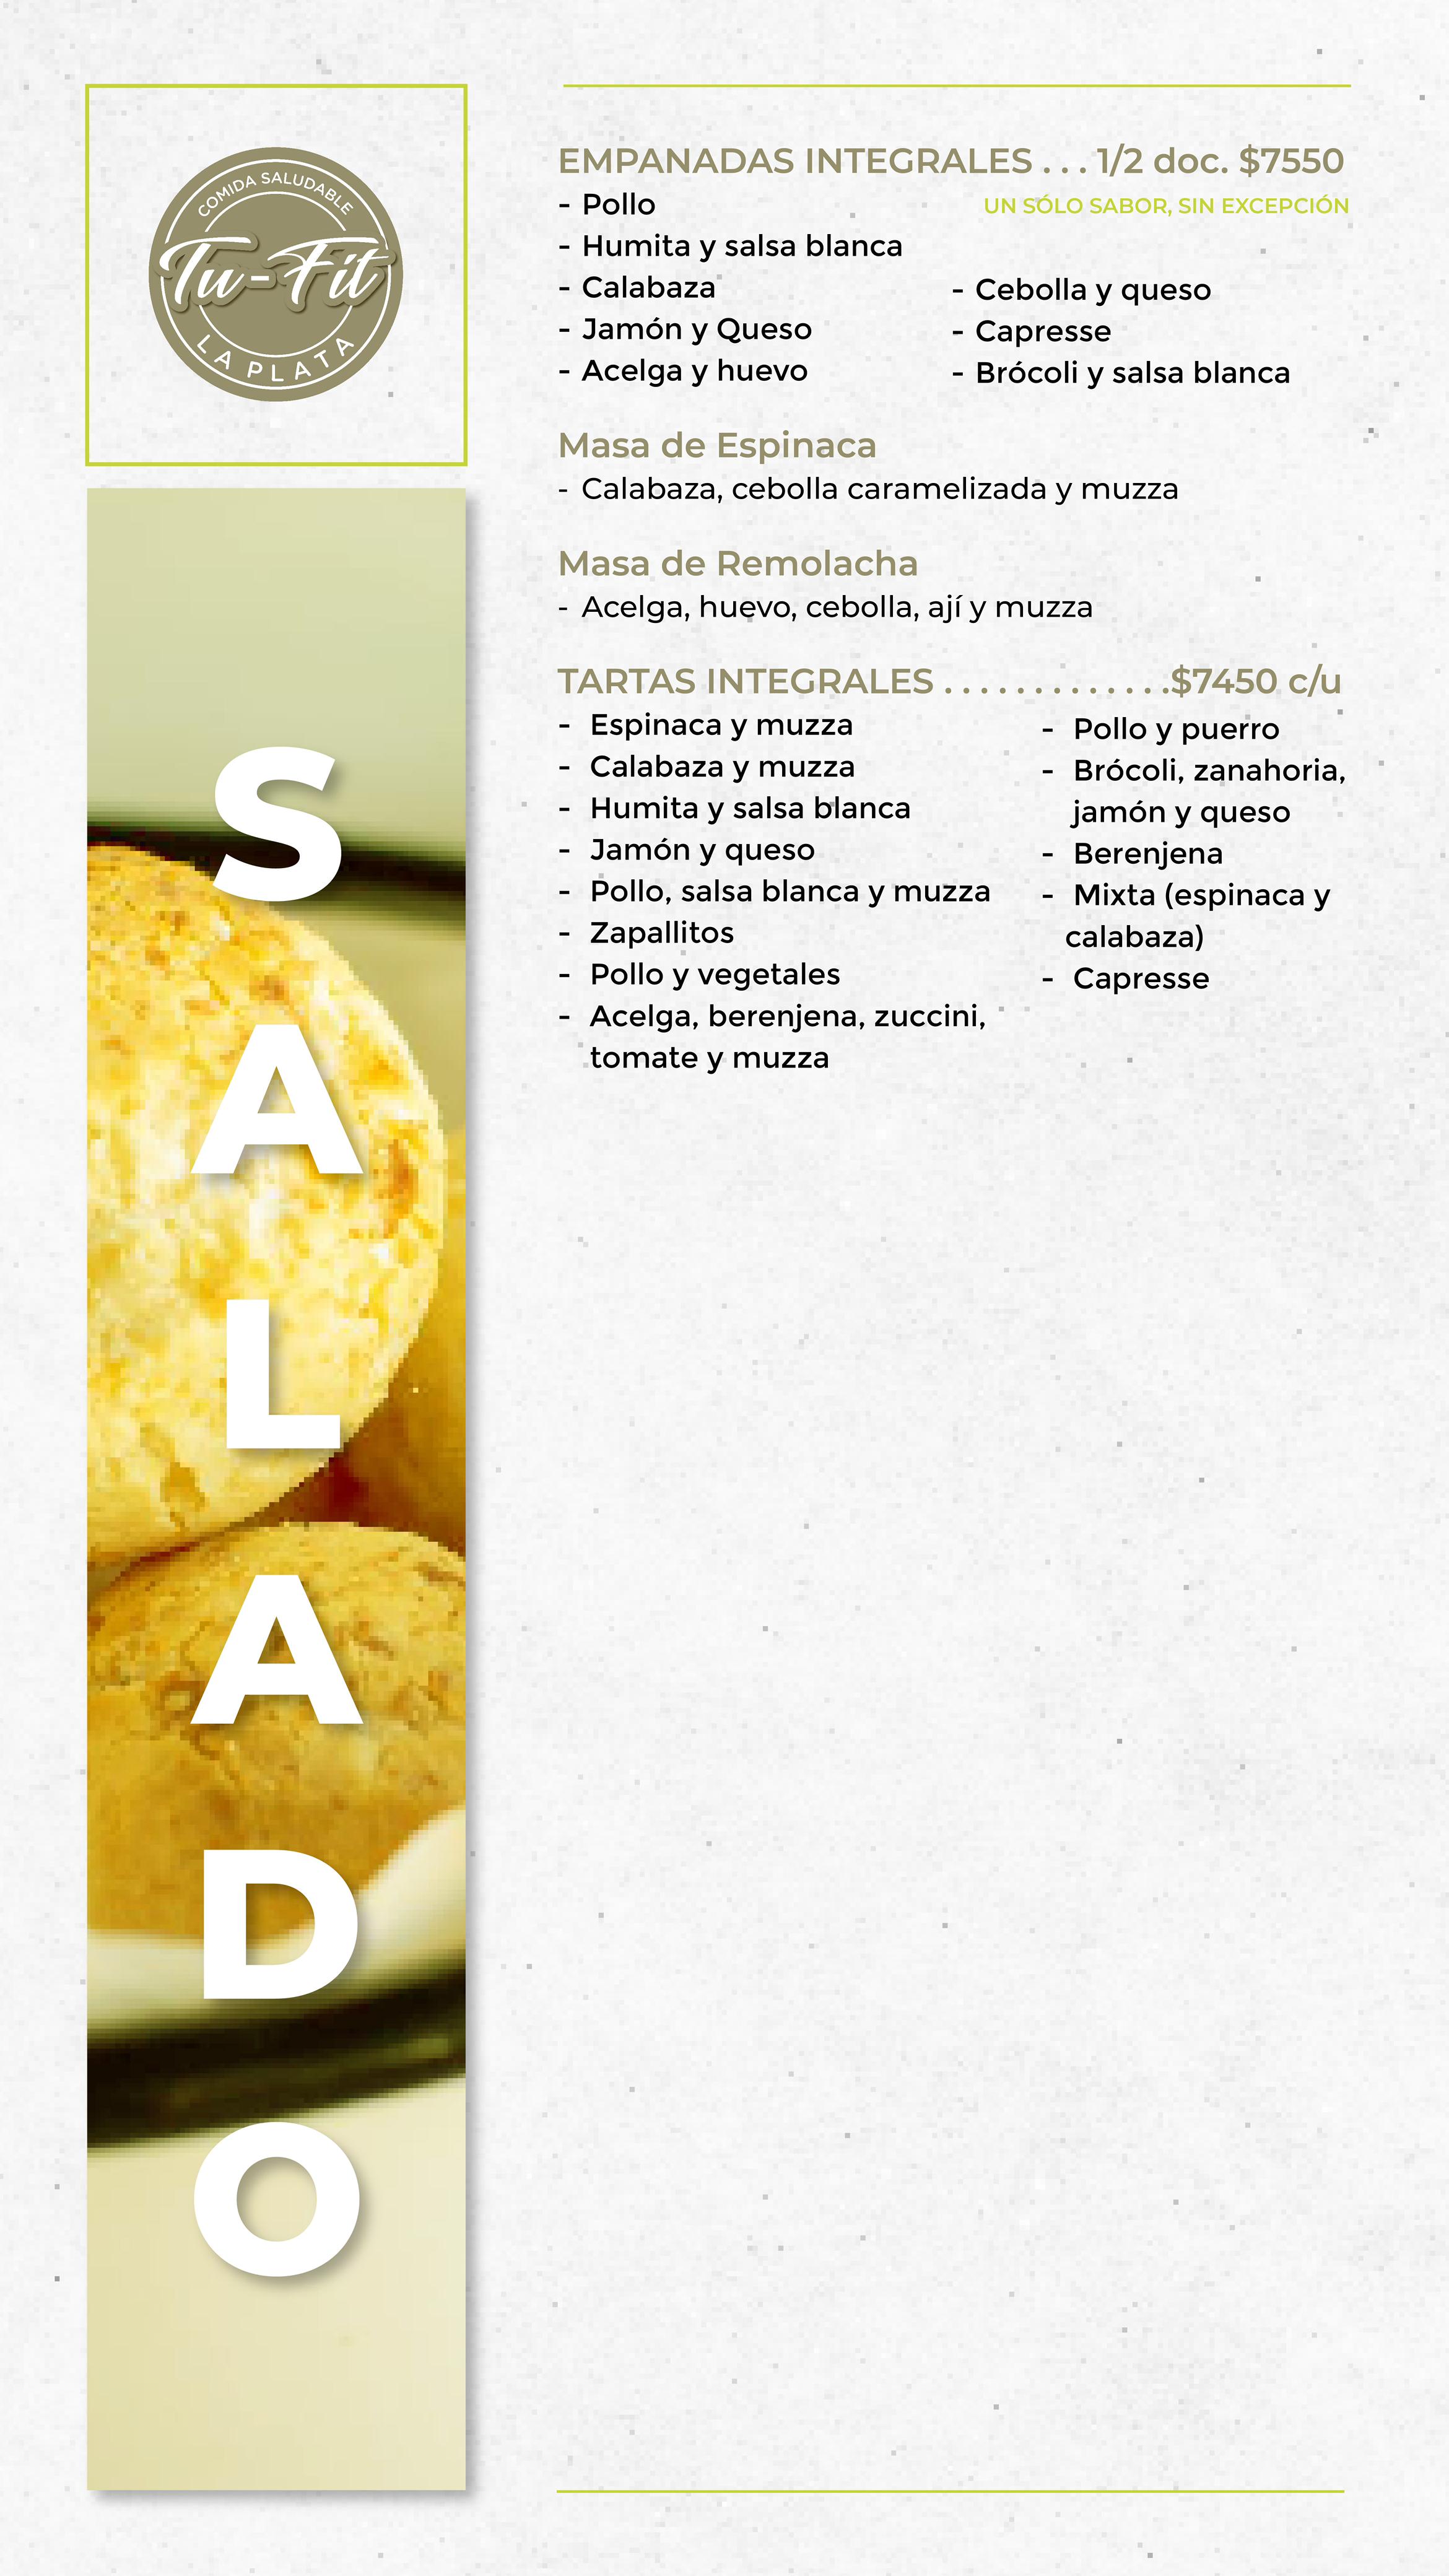 COMIDA SALUDABLE
Tu-Fit
LA PLATA
SALADO
EMPANADAS INTEGRALES . . . 1/2 doc. $7550
UN SÓLO SABOR, SIN EXCEPCIÓN
- Pollo
- Humita y salsa blanca
- Calabaza
- Jamón y Queso
- Acelga y huevo
- Cebolla y queso
- Capresse
- Brócoli y salsa blanca
Masa de Espinaca
- Calabaza, cebolla caramelizada y muzza
Masa de Remolacha
- Acelga, huevo, cebolla, ají y muzza
TARTAS INTEGRALES . . . . . . . . . . . . .$7450 c/u
- Espinaca y muzza
- Calabaza y muzza
- Humita y salsa blanca
- Jamón y queso
- Pollo, salsa blanca y muzza
- Zapallitos
- Pollo y vegetales
- Acelga, berenjena, zuccini,
tomate y muzza
- Pollo y puerro
- Brócoli, zanahoria,
jamón y queso
- Berenjena
- Mixta (espinaca y
calabaza)
- Capresse